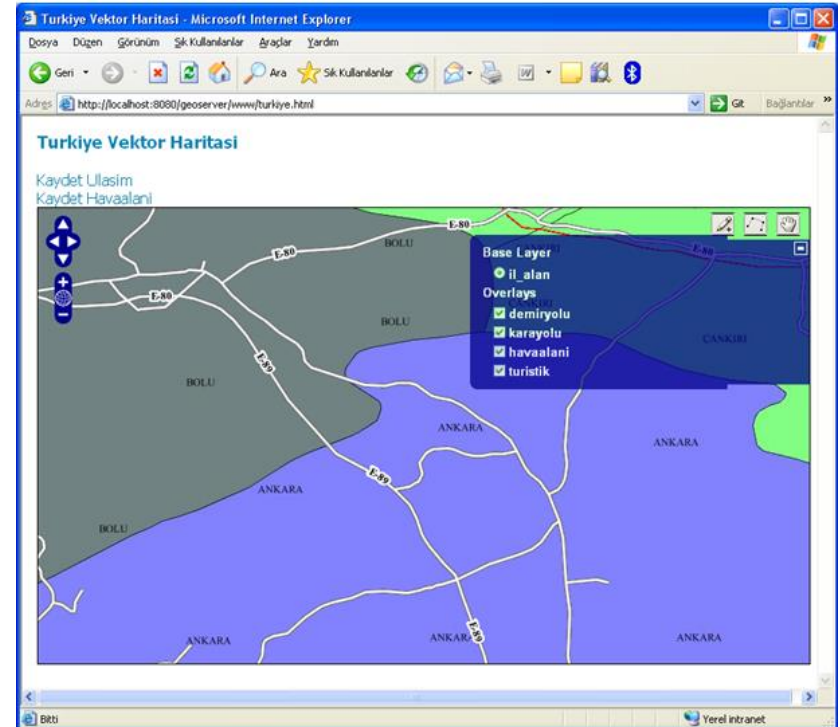 Turkiye Vektor Haritasi - Microsoft Internet Explorer
Dosya Düzen Görünüm Sık Kullanılanlar Araçlar Yardım
Geri Ara Sık Kullanılanlar
Adres http://localhost:8080/geoserver/www/turkiye.html Git Bağlantılar
Turkiye Vektor Haritasi
Kaydet Ulasim
Kaydet Havaalani
E-80
BOLU
E-80
E-80
Base Layer
il_alan
Overlays
demiryolu
karayolu
havaalani
turistik
CANKIRI
E-80
BOLU
E-89
BOLU
ANKARA
ANKARA
E-89
ANKARA
BOLU
ANKARA
ANKARA
E-89
ANKARA
Bitti Yerel intranet